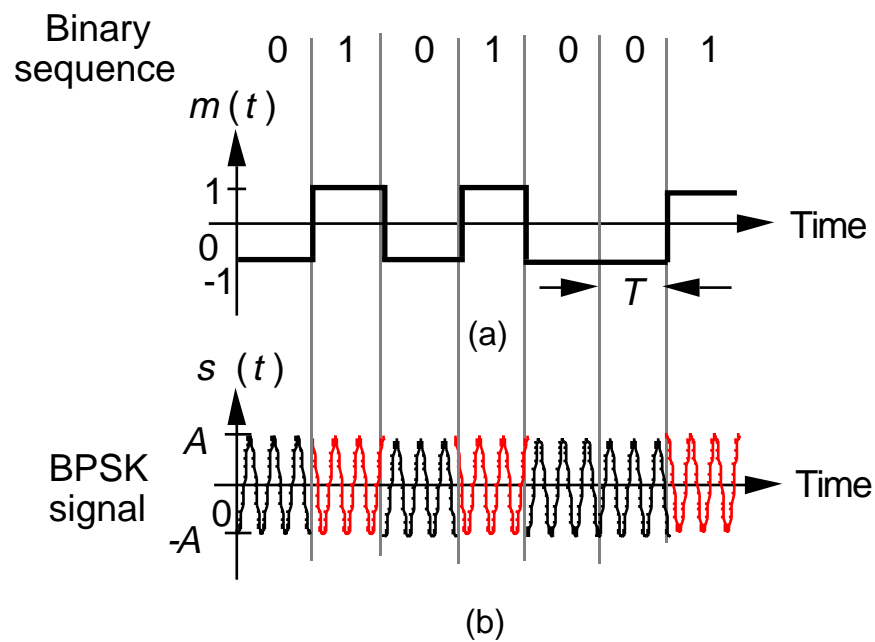 Binary
sequence
0 1 0 1 0 0 1
m (t)
1
0
-1
Time
T
(a)
s (t)
A
0
-A
BPSK
signal
Time
(b)